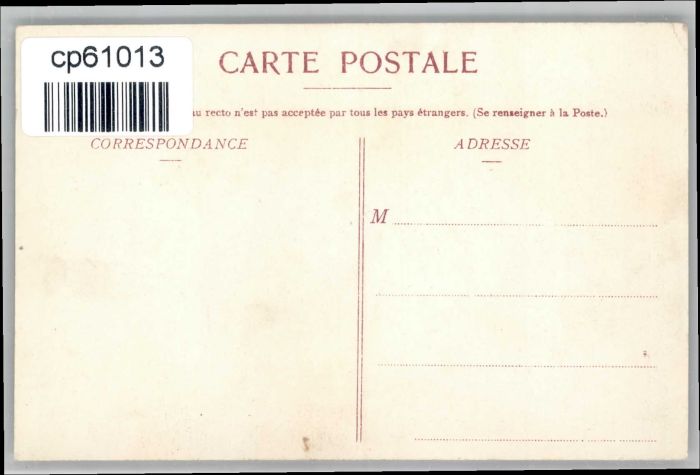 cp61013
CARTE POSTALE
au recto n'est pas acceptée par tous les pays étrangers. (Se renseigner à la Poste.)
CORRESPONDANCE
ADRESSE
M